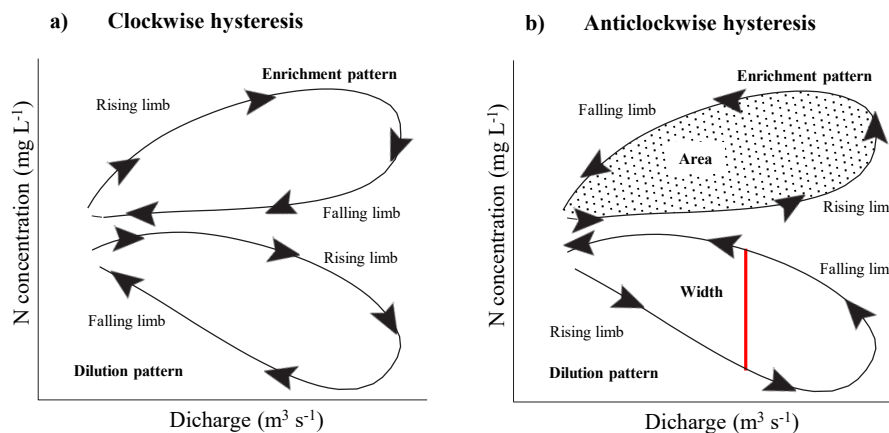 a) Clockwise hysteresis
Enrichment pattern
Rising limb
Falling limb
Rising limb
Falling limb
Dilution pattern
N concentration (mg L⁻¹)
Dicharge (m³ s⁻¹)
b) Anticlockwise hysteresis
Enrichment pattern
Falling limb
Area
Rising limb
Falling limb
Width
Rising limb
Dilution pattern
N concentration (mg L⁻¹)
Dicharge (m³ s⁻¹)